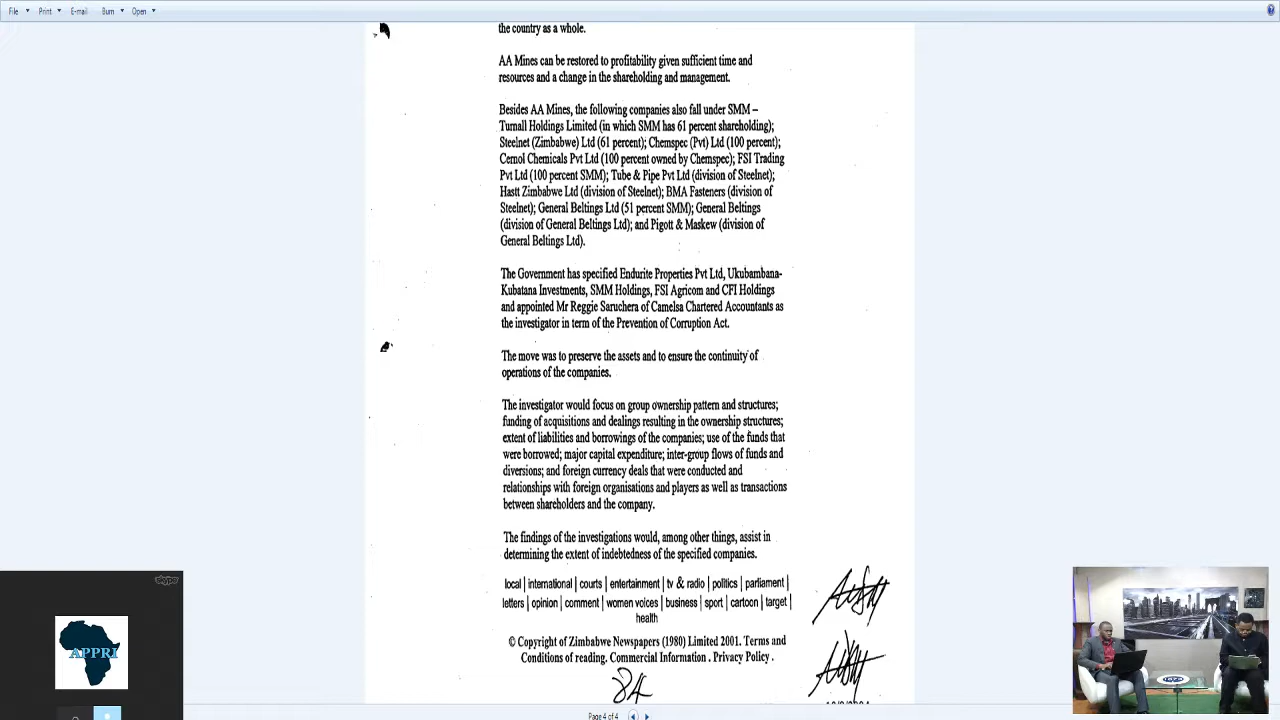 File Print E-mail Burn Open
the country as a whole.
AA Mines can be restored to profitability given sufficient time and
resources and a change in the shareholding and management.
Besides AA Mines, the following companies also fall under SMM –
Turnall Holdings Limited (in which SMM has 61 percent shareholding);
Steelnet (Zimbabwe) Ltd (61 percent); Chemspec (Pvt) Ltd (100 percent);
Cernol Chemicals Pvt Ltd (100 percent owned by Chemspec); FSI Trading
Pvt Ltd (100 percent SMM); Tube & Pipe Pvt Ltd (division of Steelnet);
Hastt Zimbabwe Ltd (division of Steelnet); BMA Fasteners (division of
Steelnet); General Beltings Ltd (51 percent SMM); General Beltings
(division of General Beltings Ltd); and Pigott & Maskew (division of
General Beltings Ltd).
The Government has specified Endurite Properties Pvt Ltd, Ukubambana-
Kubatana Investments, SMM Holdings, FSI Agricom and CFI Holdings
and appointed Mr Reggie Saruchera of Camelsa Chartered Accountants as
the investigator in term of the Prevention of Corruption Act.
The move was to preserve the assets and to ensure the continuity of
operations of the companies.
The investigator would focus on group ownership pattern and structures;
funding of acquisitions and dealings resulting in the ownership structures;
extent of liabilities and borrowings of the companies; use of the funds that
were borrowed; major capital expenditure; inter-group flows of funds and
diversions; and foreign currency deals that were conducted and
relationships with foreign organisations and players as well as transactions
between shareholders and the company.
The findings of the investigations would, among other things, assist in
determining the extent of indebtedness of the specified companies.
local | international | courts | entertainment | tv & radio | politics | parliament |
letters | opinion | comment | women voices | business | sport | cartoon | target |
health
© Copyright of Zimbabwe Newspapers (1980) Limited 2001. Terms and
Conditions of reading. Commercial Information . Privacy Policy .
Page 4 of 4
skype
APPRI